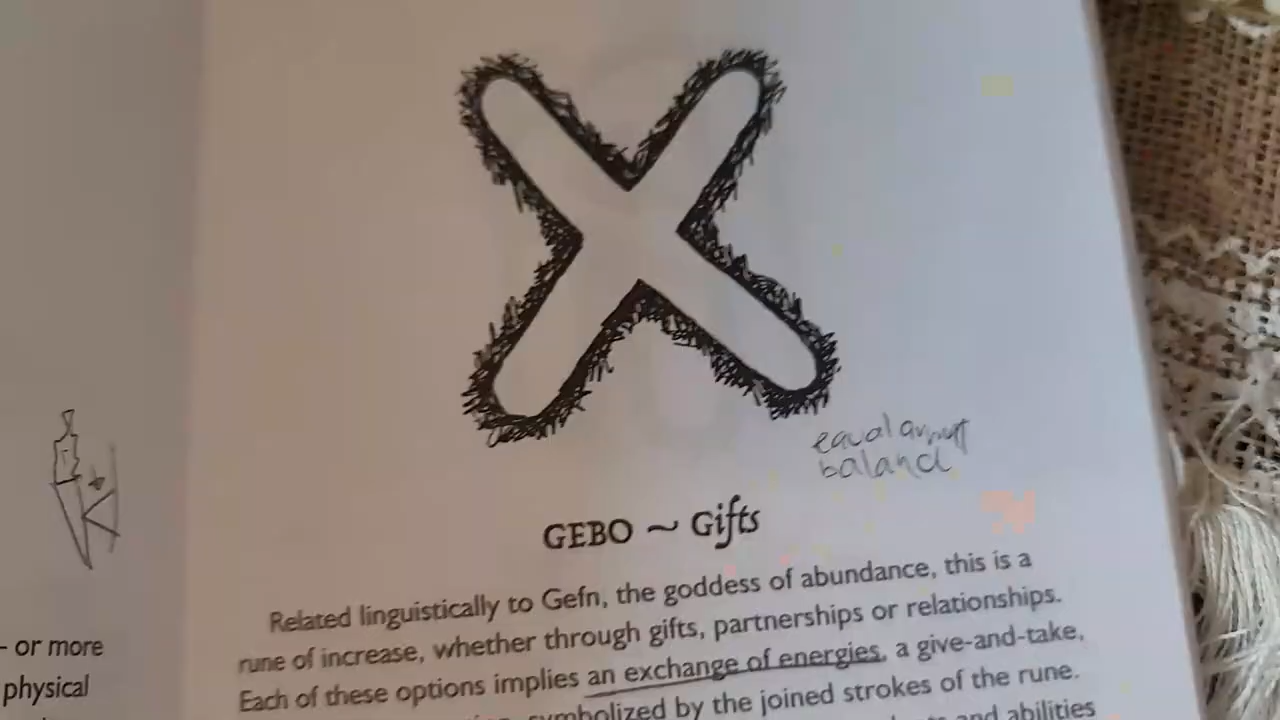 equal
balance
GEBO ~ Gifts
Related linguistically to Gefn, the goddess of abundance, this is a
rune of increase, whether through gifts, partnerships or relationships.
Each of these options implies an exchange of energies, a give-and-take,
symbolized by the joined strokes of the rune.
and abilities
- or more
physical